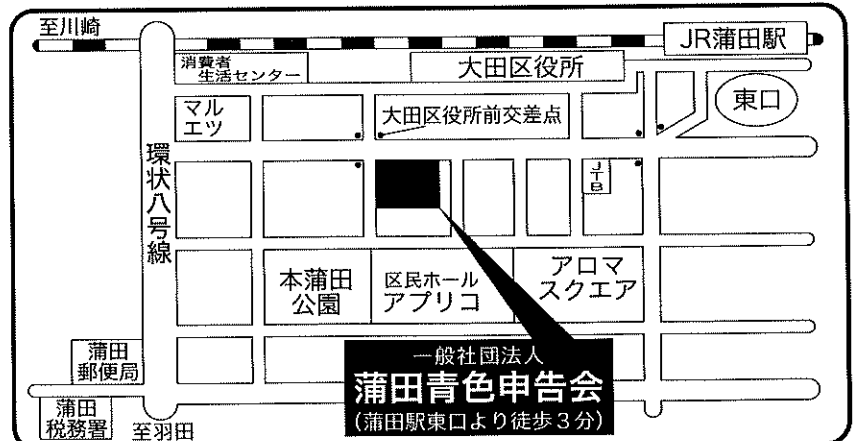 至川崎
JR蒲田駅
消費者
生活センター
大田区役所
東口
マル
エツ
大田区役所前交差点
環状八号線
JTB
本蒲田
公園
区民ホール
アプリコ
アロマ
スクエア
蒲田
郵便局
一般社団法人
蒲田青色申告会
(蒲田駅東口より徒歩3分)
蒲田
税務署
至羽田